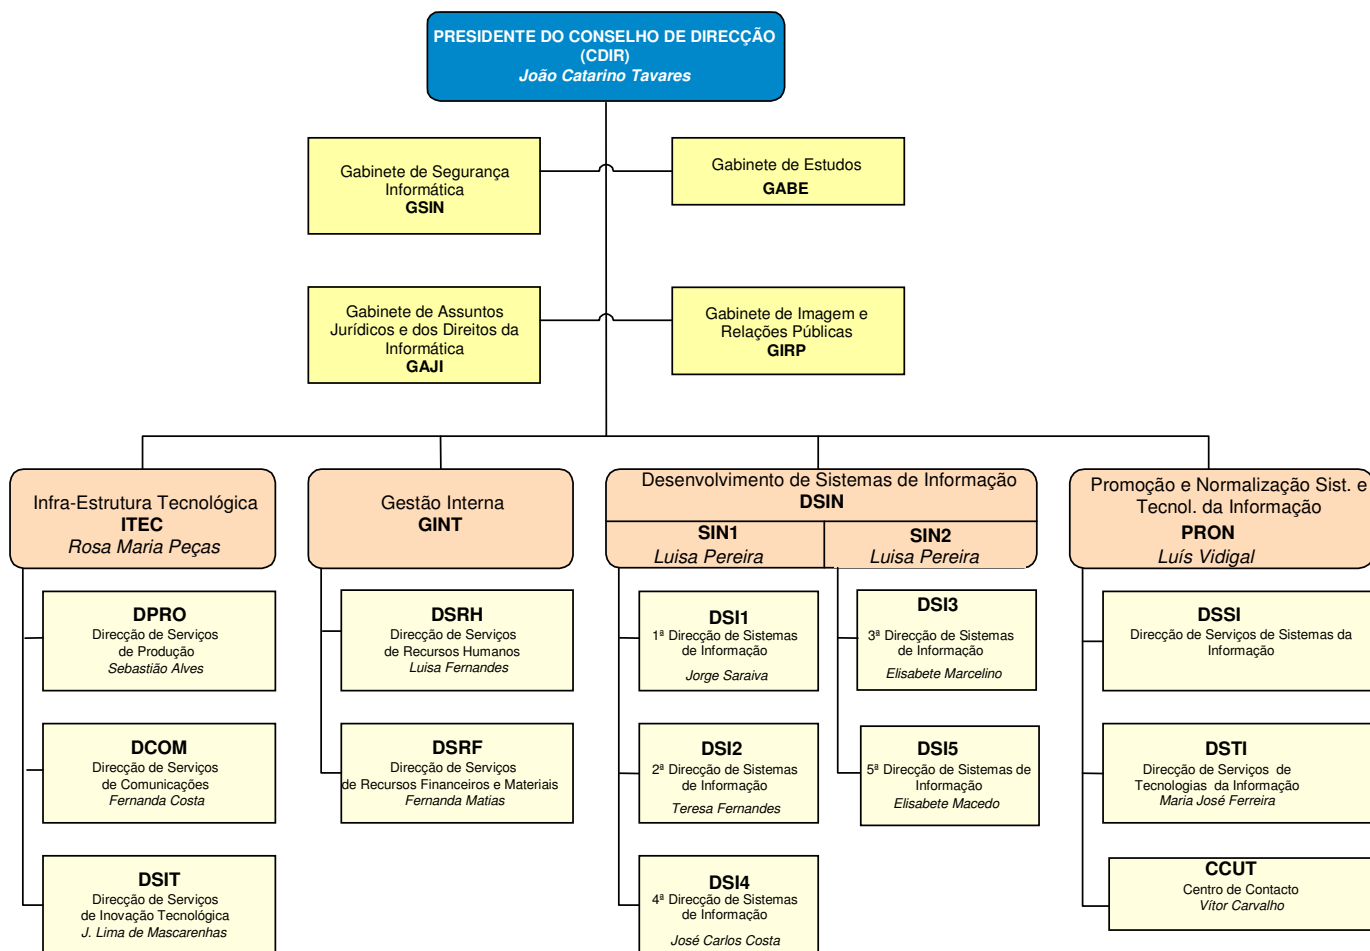 PRESIDENTE DO CONSELHO DE DIRECÇÃO
(CDIR)
João Catarino Tavares
Gabinete de Segurança
Informática
GSIN
Gabinete de Estudos
GABE
Gabinete de Assuntos
Jurídicos e dos Direitos da
Informática
GAJI
Gabinete de Imagem e
Relações Públicas
GIRP
Infra-Estrutura Tecnológica
ITEC
Rosa Maria Peças
Gestão Interna
GINT
Desenvolvimento de Sistemas de Informação
DSIN
SIN1
Luisa Pereira
SIN2
Luisa Pereira
Promoção e Normalização Sist. e
Tecnol. da Informação
PRON
Luís Vidigal
DPRO
Direcção de Serviços
de Produção
Sebastião Alves
DSRH
Direcção de Serviços
de Recursos Humanos
Luisa Fernandes
DSI1
1ª Direcção de Sistemas
de Informação
Jorge Saraiva
DSI3
3ª Direcção de Sistemas
de Informação
Elisabete Marcelino
DSSI
Direcção de Serviços de Sistemas da
Informação
DCOM
Direcção de Serviços
de Comunicações
Fernanda Costa
DSRF
Direcção de Serviços
de Recursos Financeiros e Materiais
Fernanda Matias
DSI2
2ª Direcção de Sistemas
de Informação
Teresa Fernandes
DSI5
5ª Direcção de Sistemas de
Informação
Elisabete Macedo
DSTI
Direcção de Serviços de
Tecnologias da Informação
Maria José Ferreira
DSIT
Direcção de Serviços
de Inovação Tecnológica
J. Lima de Mascarenhas
DSI4
4ª Direcção de Sistemas
de Informação
José Carlos Costa
CCUT
Centro de Contacto
Vítor Carvalho